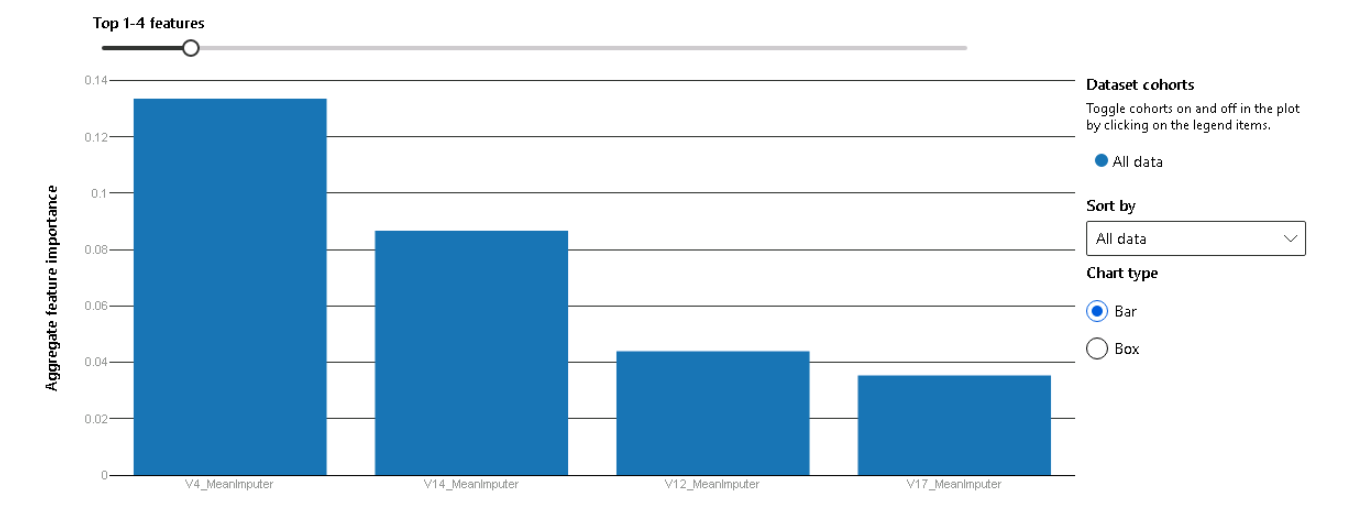 Top 1-4 features
Aggregate feature importance
0.14
0.12
0.1
0.08
0.06
0.04
0.02
0
V4_MeanImputer
V14_MeanImputer
V12_MeanImputer
V17_MeanImputer
Dataset cohorts
Toggle cohorts on and off in the plot
by clicking on the legend items.
All data
Sort by
All data
Chart type
Bar
Box